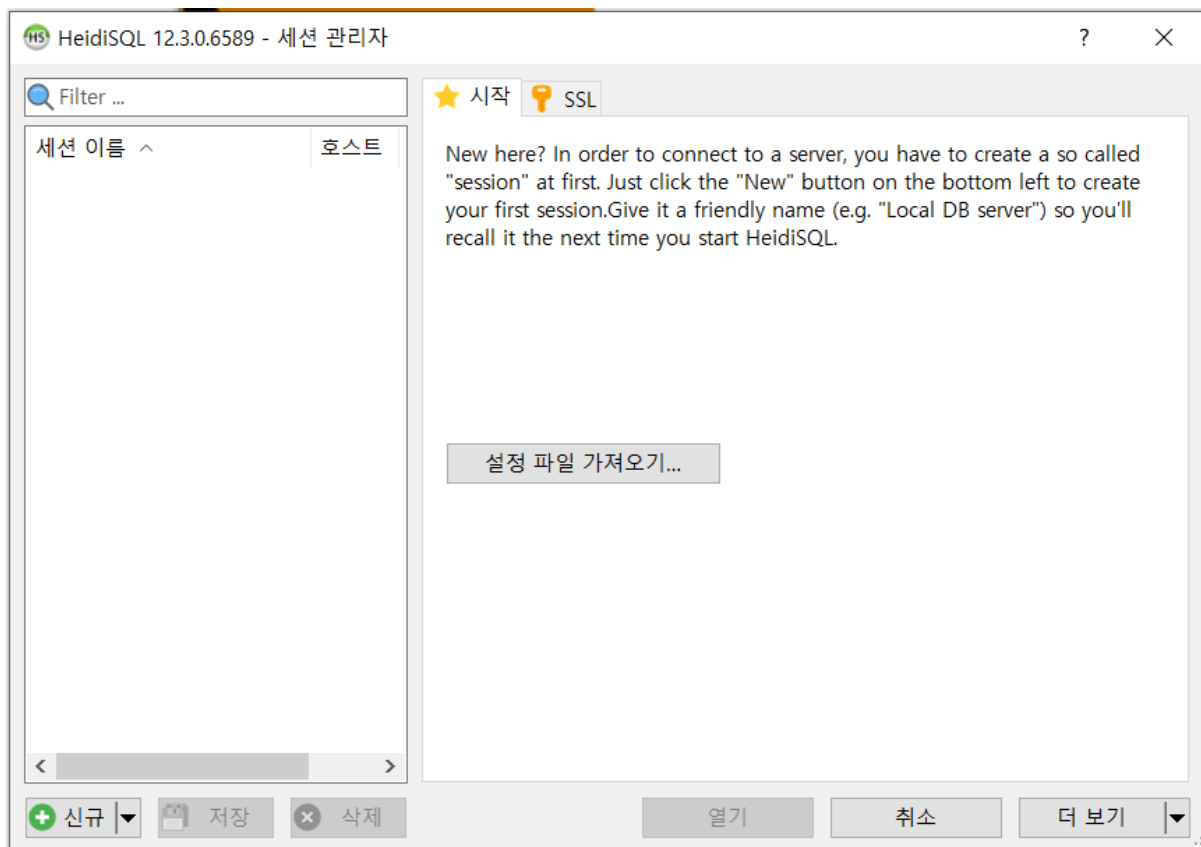 HeidiSQL 12.3.0.6589 - 세션 관리자
Filter ...
세션 이름
호스트
시작
SSL
New here? In order to connect to a server, you have to create a so called
"session" at first. Just click the "New" button on the bottom left to create
your first session.Give it a friendly name (e.g. "Local DB server") so you'll
recall it the next time you start HeidiSQL.
설정 파일 가져오기...
신규
저장
삭제
열기
취소
더 보기